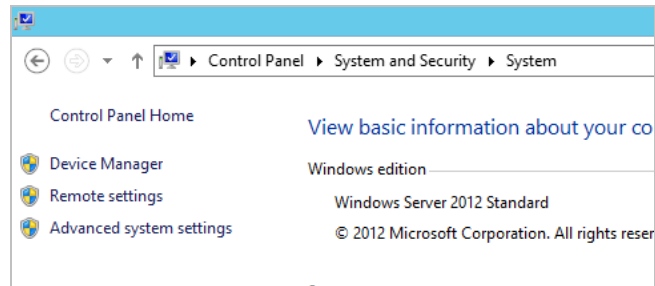 Control Panel ▸ System and Security ▸ System
Control Panel Home
View basic information about your co
Device Manager
Windows edition
Remote settings
Windows Server 2012 Standard
Advanced system settings
© 2012 Microsoft Corporation. All rights reser